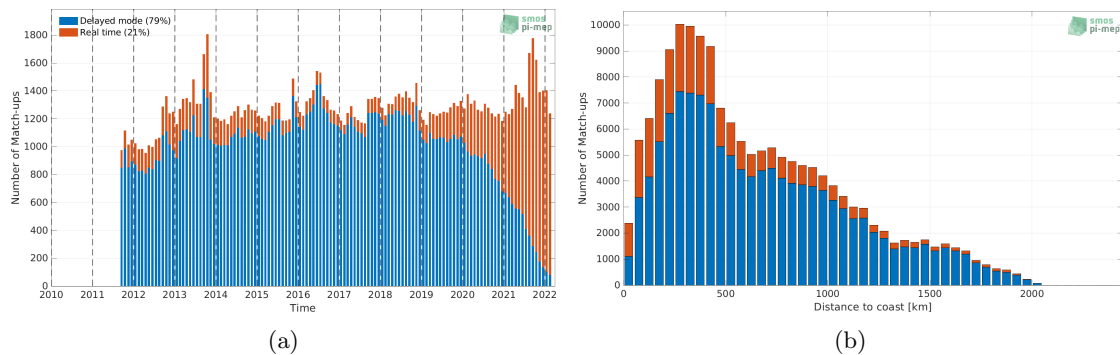 Delayed mode (79%)
Real time (21%)
smos
pi-mep
1800
1600
1400
1200
1000
800
600
400
200
0
Number of Match-ups
2010 2011 2012 2013 2014 2015 2016 2017 2018 2019 2020 2021 2022
Time
(a)
smos
pi-mep
10000
9000
8000
7000
6000
5000
4000
3000
2000
1000
0
Number of Match-ups
0 500 1000 1500 2000
Distance to coast [km]
(b)